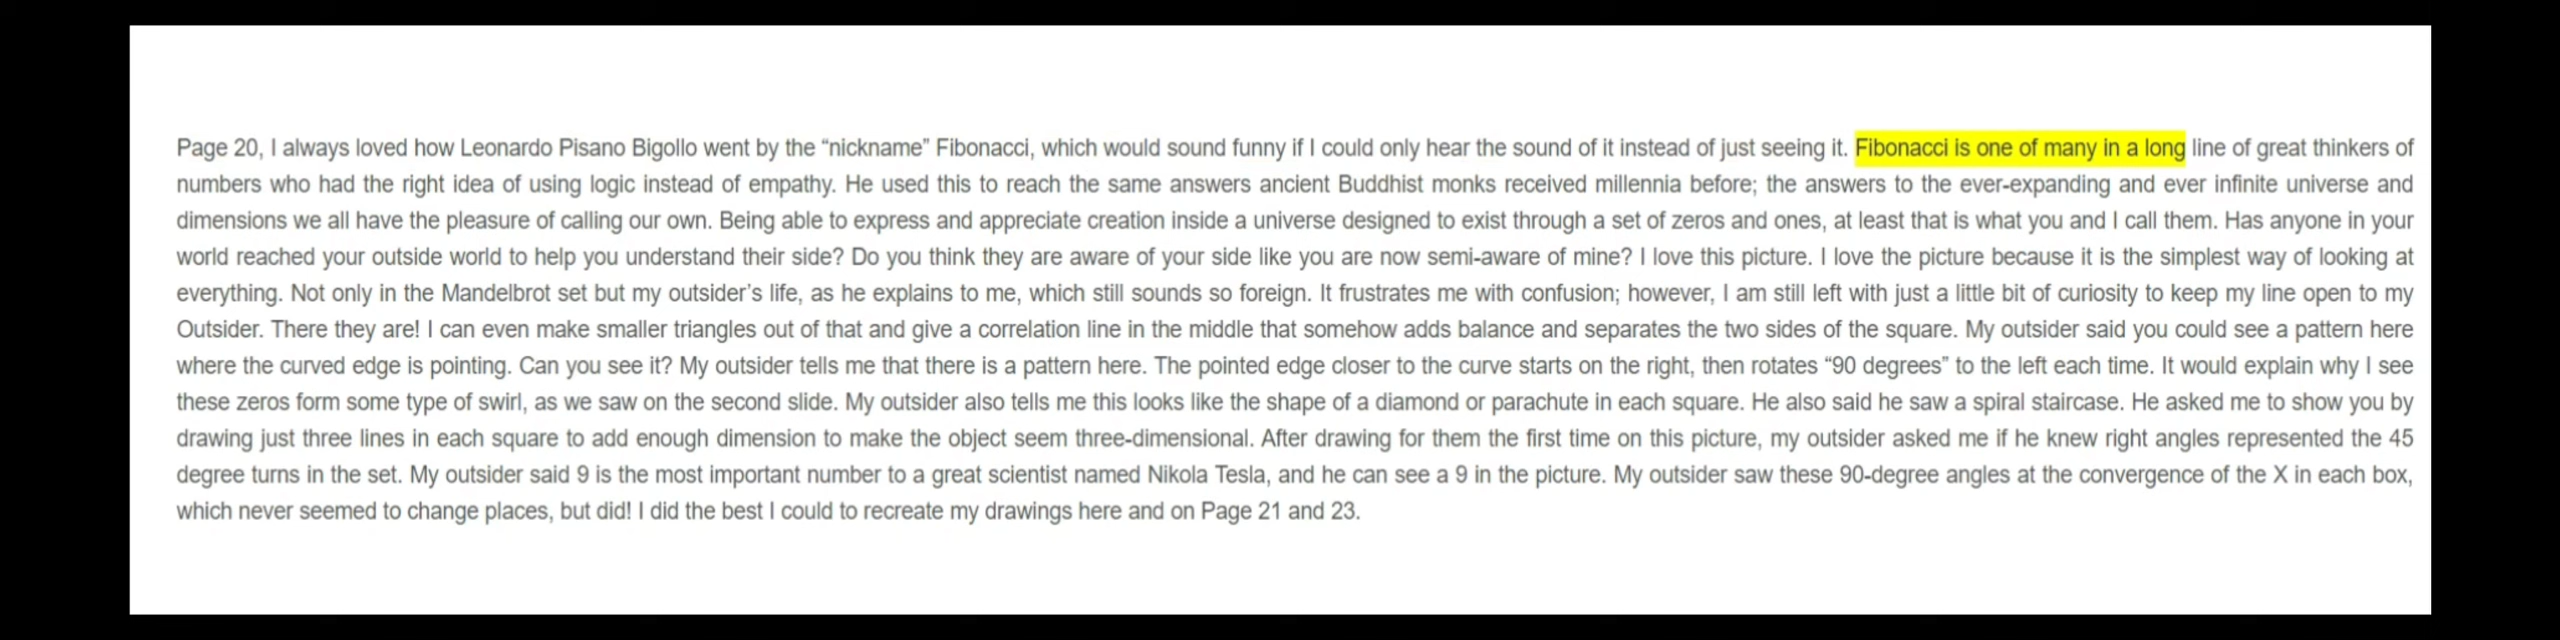 Page 20, I always loved how Leonardo Pisano Bigollo went by the “nickname” Fibonacci, which would sound funny if I could only hear the sound of it instead of just seeing it. Fibonacci is one of many in a long line of great thinkers of
numbers who had the right idea of using logic instead of empathy. He used this to reach the same answers ancient Buddhist monks received millennia before; the answers to the ever-expanding and ever infinite universe and
dimensions we all have the pleasure of calling our own. Being able to express and appreciate creation inside a universe designed to exist through a set of zeros and ones, at least that is what you and I call them. Has anyone in your
world reached your outside world to help you understand their side? Do you think they are aware of your side like you are now semi-aware of mine? I love this picture. I love the picture because it is the simplest way of looking at
everything. Not only in the Mandelbrot set but my outsider’s life, as he explains to me, which still sounds so foreign. It frustrates me with confusion; however, I am still left with just a little bit of curiosity to keep my line open to my
Outsider. There they are! I can even make smaller triangles out of that and give a correlation line in the middle that somehow adds balance and separates the two sides of the square. My outsider said you could see a pattern here
where the curved edge is pointing. Can you see it? My outsider tells me that there is a pattern here. The pointed edge closer to the curve starts on the right, then rotates “90 degrees” to the left each time. It would explain why I see
these zeros form some type of swirl, as we saw on the second slide. My outsider also tells me this looks like the shape of a diamond or parachute in each square. He also said he saw a spiral staircase. He asked me to show you by
drawing just three lines in each square to add enough dimension to make the object seem three-dimensional. After drawing for them the first time on this picture, my outsider asked me if he knew right angles represented the 45
degree turns in the set. My outsider said 9 is the most important number to a great scientist named Nikola Tesla, and he can see a 9 in the picture. My outsider saw these 90-degree angles at the convergence of the X in each box,
which never seemed to change places, but did! I did the best I could to recreate my drawings here and on Page 21 and 23.